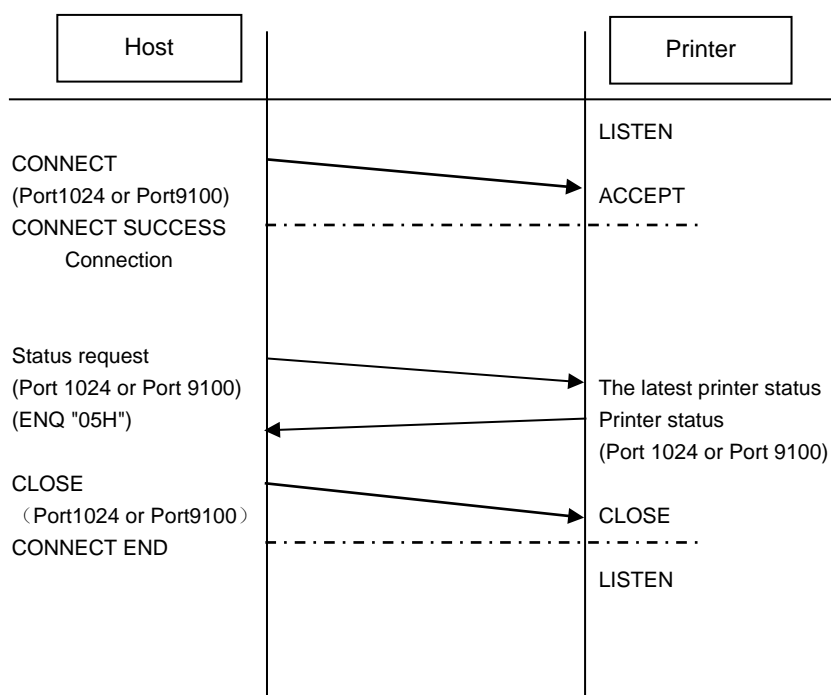 Host
Printer
LISTEN
CONNECT
(Port1024 or Port9100)
ACCEPT
CONNECT SUCCESS
Connection
Status request
(Port 1024 or Port 9100)
The latest printer status
(ENQ "05H")
Printer status
(Port 1024 or Port 9100)
CLOSE
（Port1024 or Port9100）
CLOSE
CONNECT END
LISTEN